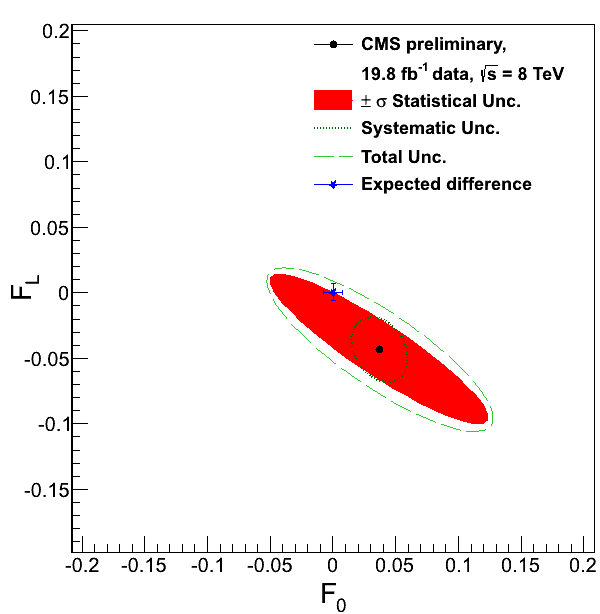 CMS preliminary,
19.8 fb⁻¹ data, √s = 8 TeV
± σ Statistical Unc.
Systematic Unc.
Total Unc.
Expected difference
F_L
0.2
0.15
0.1
0.05
0
-0.05
-0.1
-0.15
-0.2 -0.15 -0.1 -0.05 0 0.05 0.1 0.15 0.2
F₀